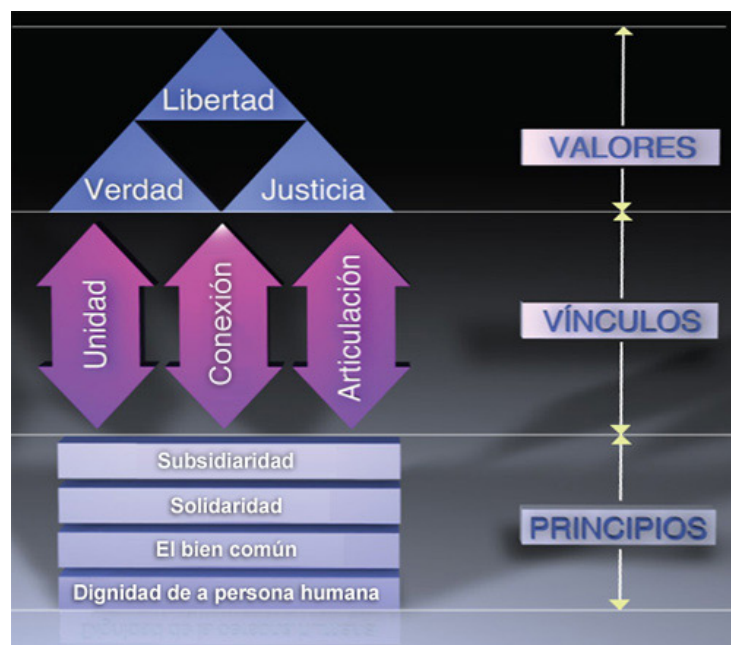 Libertad
Verdad
Justicia
VALORES
Unidad
Conexión
Articulación
VÍNCULOS
Subsidiaridad
Solidaridad
El bien común
Dignidad de a persona humana
PRINCIPIOS